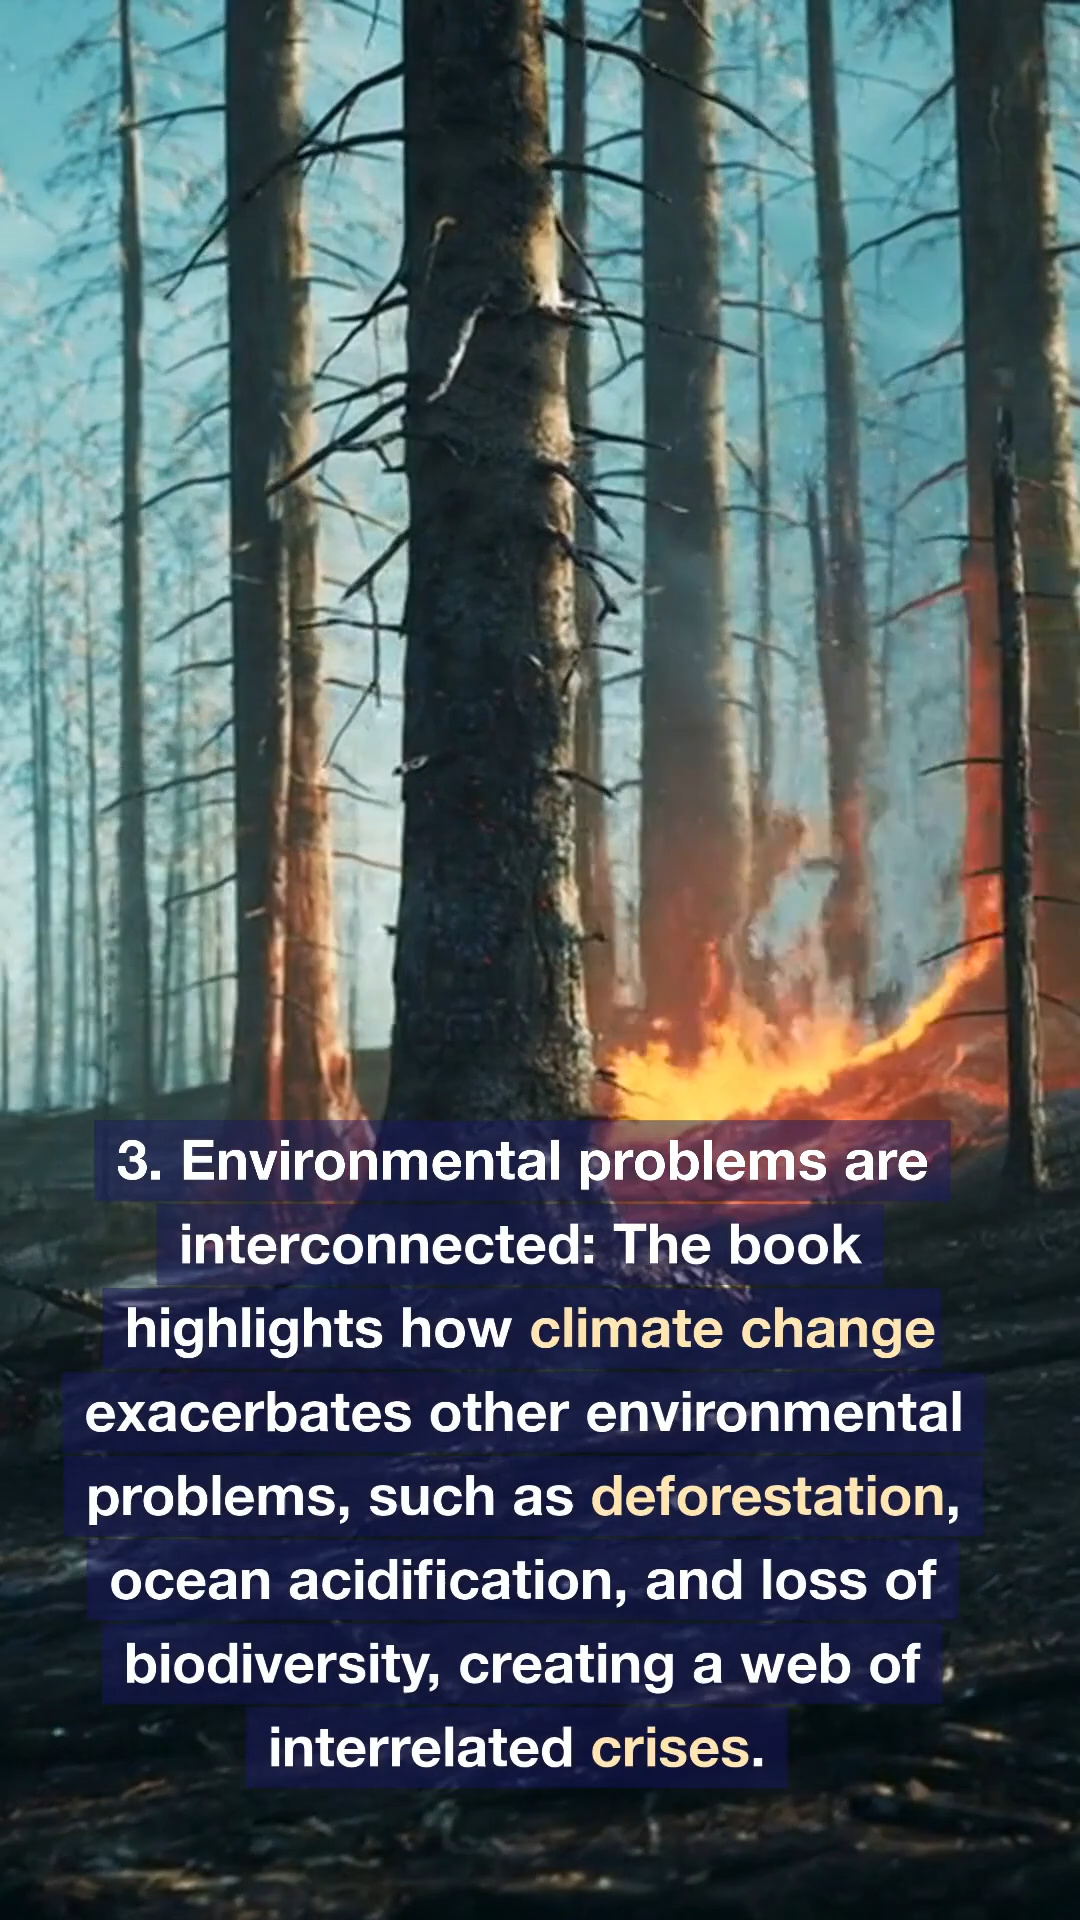 3. Environmental problems are
interconnected: The book
highlights how climate change
exacerbates other environmental
problems, such as deforestation,
ocean acidification, and loss of
biodiversity, creating a web of
interrelated crises.